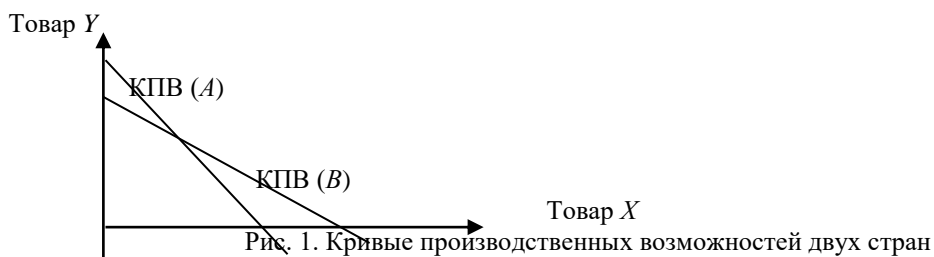 Товар Y
КПВ (A)
КПВ (B)
Товар X
Рис. 1. Кривые производственных возможностей двух стран